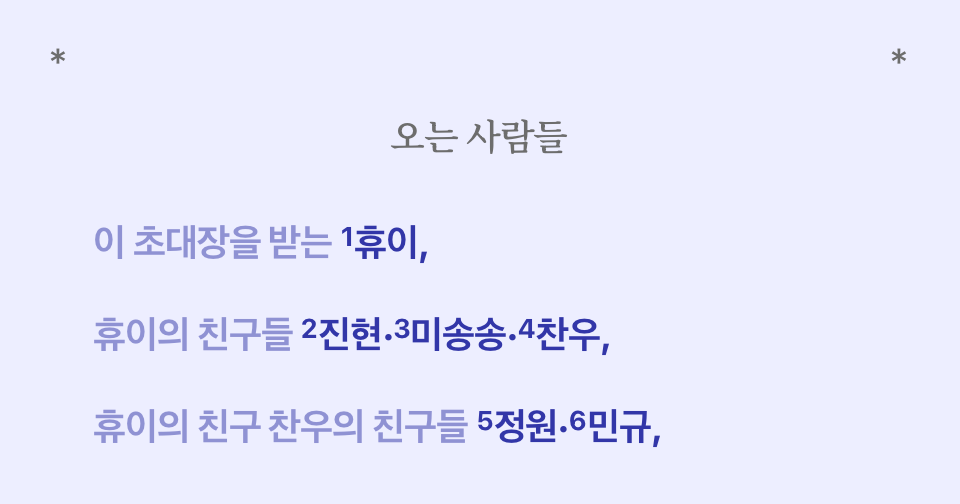 * *
오는 사람들
이 초대장을 받는 ¹휴이,
휴이의 친구들 ²진현·³미송송·⁴찬우,
휴이의 친구 찬우의 친구들 ⁵정원·⁶민규,